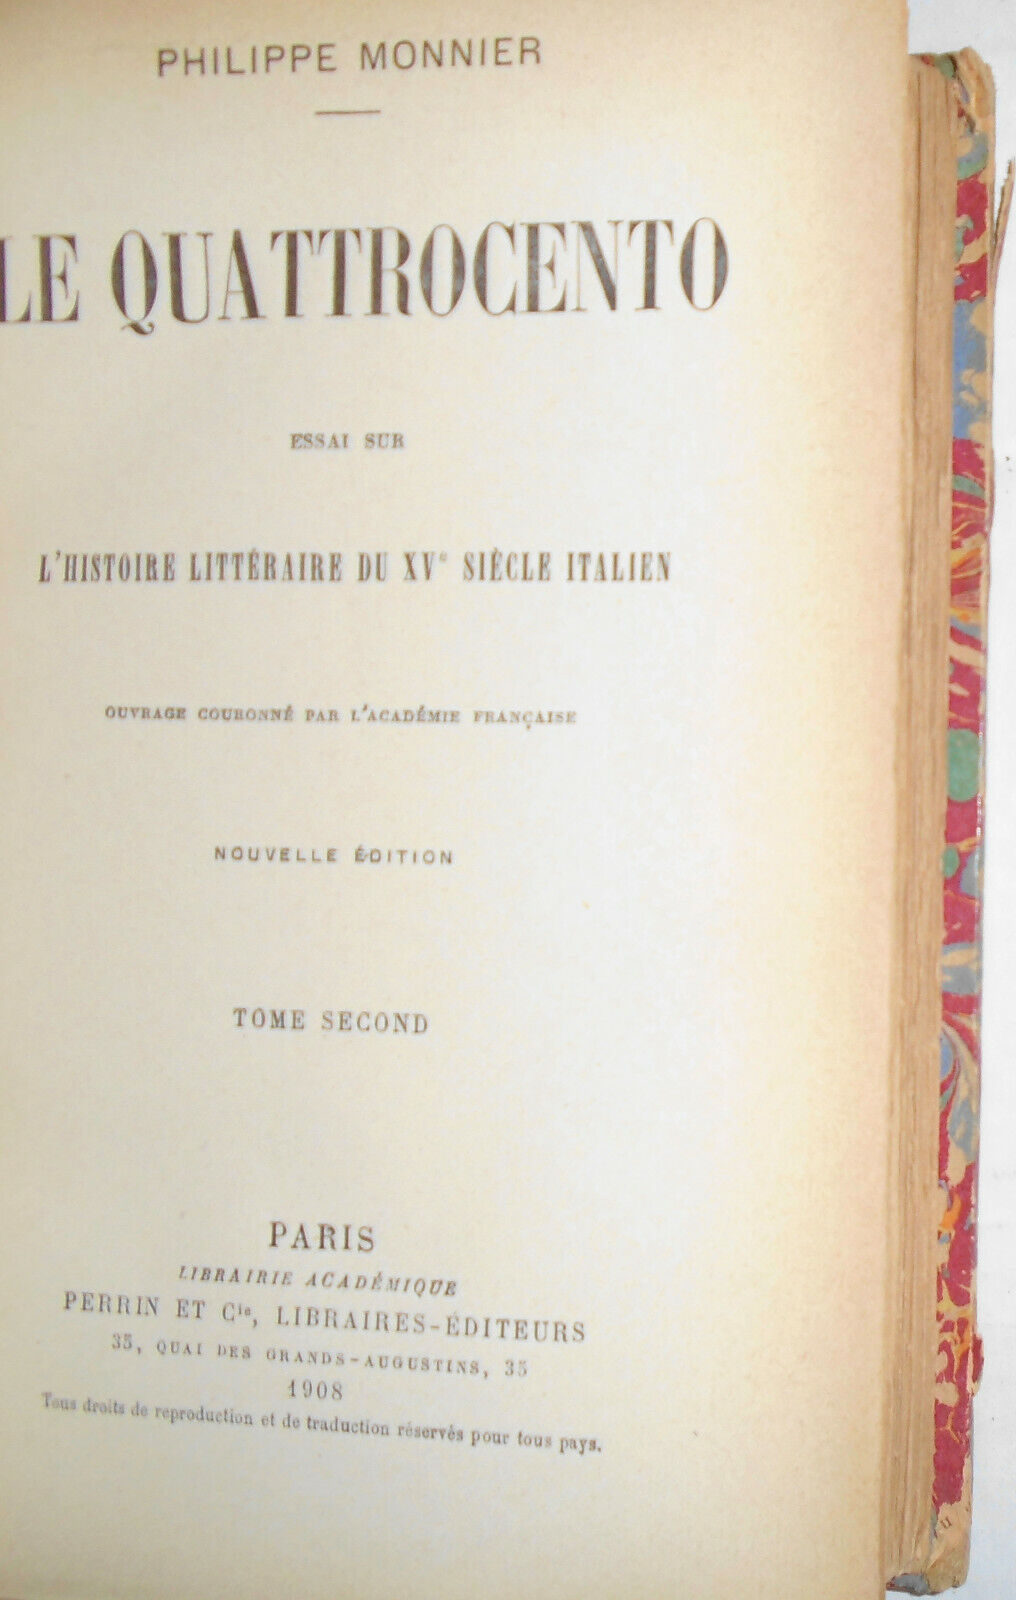 PHILIPPE MONNIER
LE QUATTROCENTO
ESSAI SUR
L'HISTOIRE LITTÉRAIRE DU XVe SIÈCLE ITALIEN
OUVRAGE COURONNÉ PAR L'ACADÉMIE FRANÇAISE
NOUVELLE ÉDITION
TOME SECOND
PARIS
LIBRAIRIE ACADÉMIQUE
PERRIN ET Cie, LIBRAIRES-ÉDITEURS
35, QUAI DES GRANDS-AUGUSTINS, 35
1908
Tous droits de reproduction et de traduction réservés pour tous pays.